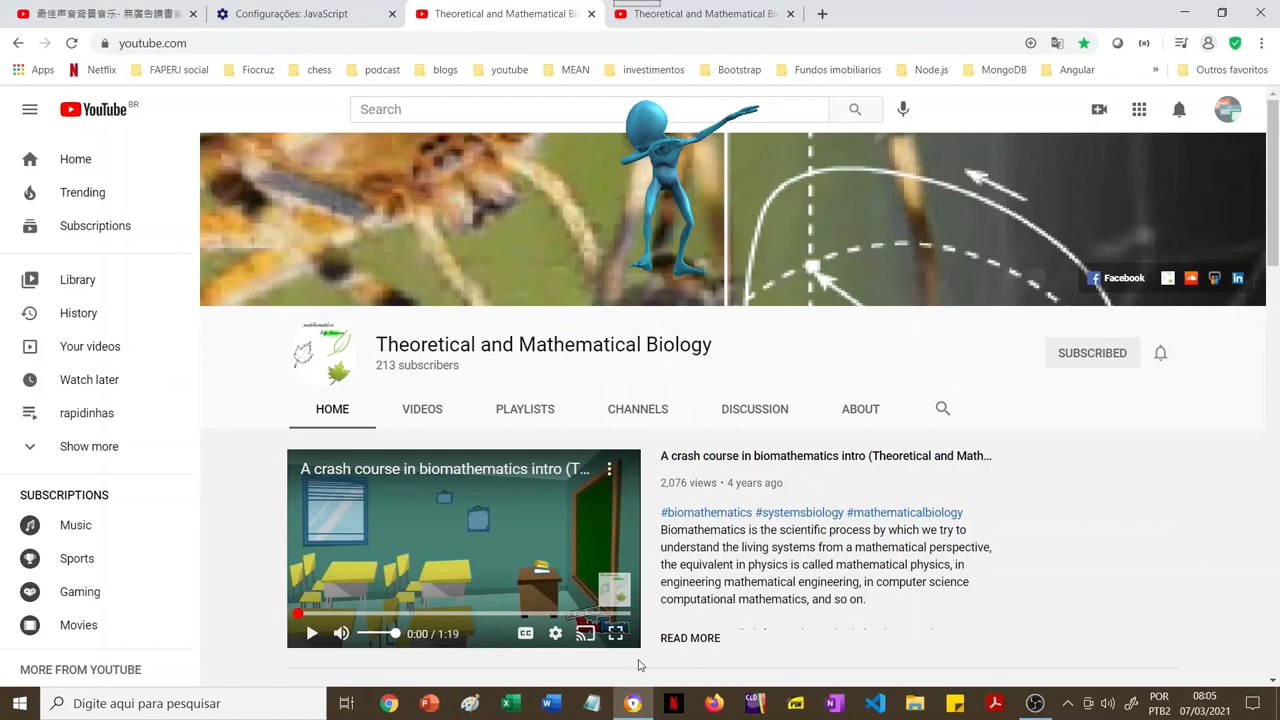 最佳声音背景音乐- 無廣告讀書音
Configurações: JavaScript
Theoretical and Mathematical Bi
Theoretical and Mathematical Bi
youtube.com
Apps
Netflix
FAPERJ social
Fiocruz
chess
podcast
blogs
youtube
MEAN
investimentos
Bootstrap
Fundos imobiliarios
Node.js
MongoDB
Angular
»
Outros favoritos
YouTube BR
Search
Home
Trending
Subscriptions
Library
History
Your videos
Watch later
rapidinhas
Show more
SUBSCRIPTIONS
Music
Sports
Gaming
Movies
MORE FROM YOUTUBE
Facebook
Theoretical and Mathematical Biology
213 subscribers
SUBSCRIBED
HOME
VIDEOS
PLAYLISTS
CHANNELS
DISCUSSION
ABOUT
A crash course in biomathematics intro (T...
0:00 / 1:19
A crash course in biomathematics intro (Theoretical and Math...
2,076 views • 4 years ago
#biomathematics #systemsbiology #mathematicalbiology
Biomathematics is the scientific process by which we try to
understand the living systems from a mathematical perspective,
the equivalent in physics is called mathematical physics, in
engineering mathematical engineering, in computer science
computational mathematics, and so on.
READ MORE
Digite aqui para pesquisar
POR
PTB2
08:05
07/03/2021